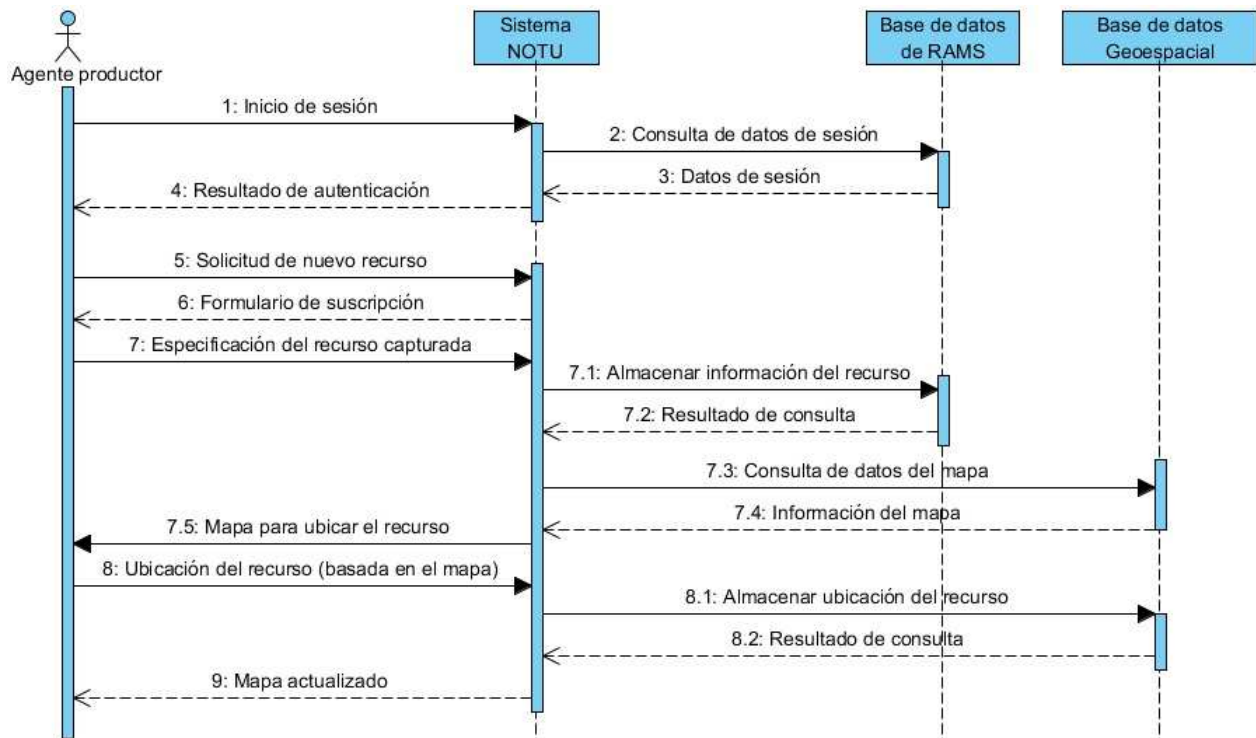 Sistema
NOTU
Base de datos
de RAMS
Base de datos
Geoespacial
Agente productor
1: Inicio de sesión
2: Consulta de datos de sesión
3: Datos de sesión
4: Resultado de autenticación
5: Solicitud de nuevo recurso
6: Formulario de suscripción
7: Especificación del recurso capturada
7.1: Almacenar información del recurso
7.2: Resultado de consulta
7.3: Consulta de datos del mapa
7.4: Información del mapa
7.5: Mapa para ubicar el recurso
8: Ubicación del recurso (basada en el mapa)
8.1: Almacenar ubicación del recurso
8.2: Resultado de consulta
9: Mapa actualizado